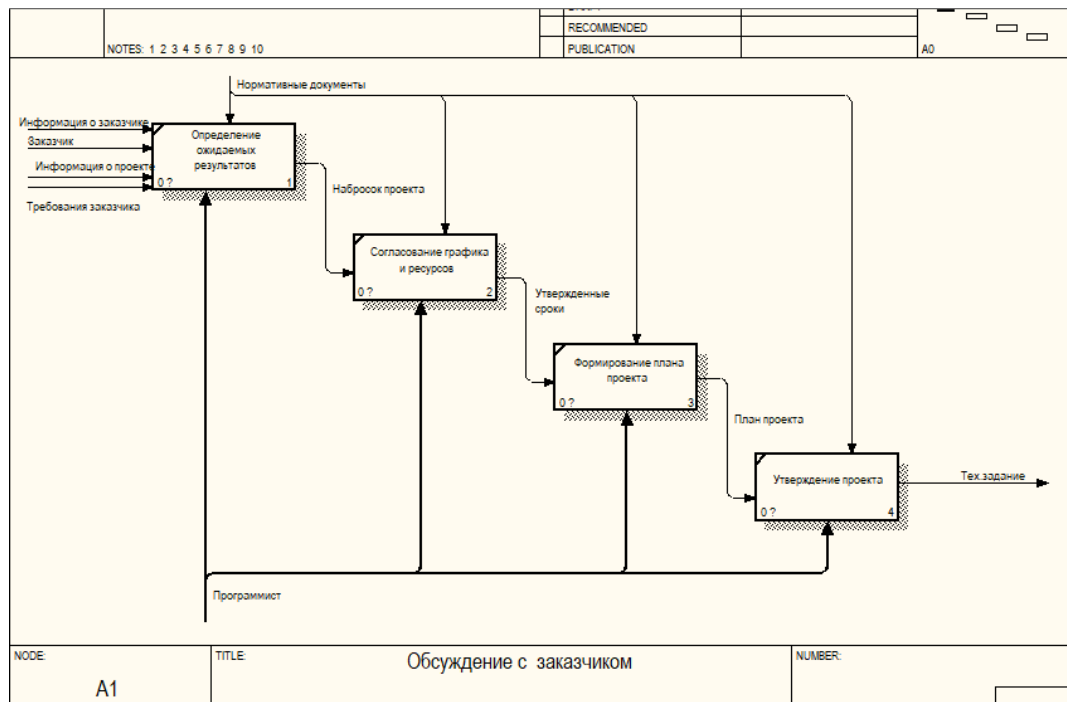 RECOMMENDED
NOTES: 1 2 3 4 5 6 7 8 9 10
PUBLICATION
A0
Нормативные документы
Информация о заказчике
Заказчик
Информация о проекте
Требования заказчика
Определение
ожидаемых
результатов
0 ?
1
Набросок проекта
Согласование графика
и ресурсов
0 ?
2
Утвержденные
сроки
Формирование плана
проекта
0 ?
3
План проекта
Утверждение проекта
0 ?
4
Тех.задание
Программист
NODE:
A1
TITLE:
Обсуждение с заказчиком
NUMBER: